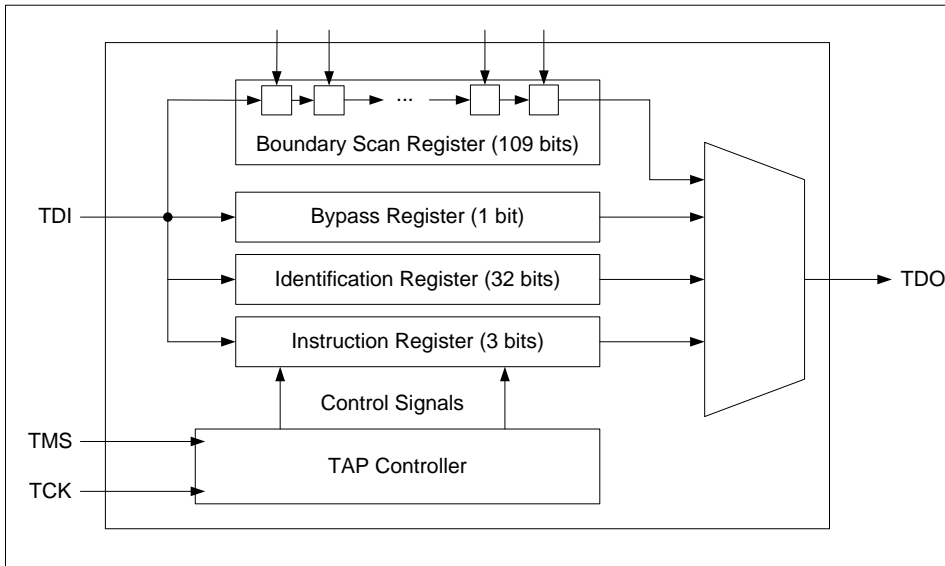 ...
Boundary Scan Register (109 bits)
TDI
Bypass Register (1 bit)
Identification Register (32 bits)
TDO
Instruction Register (3 bits)
Control Signals
TMS
TAP Controller
TCK